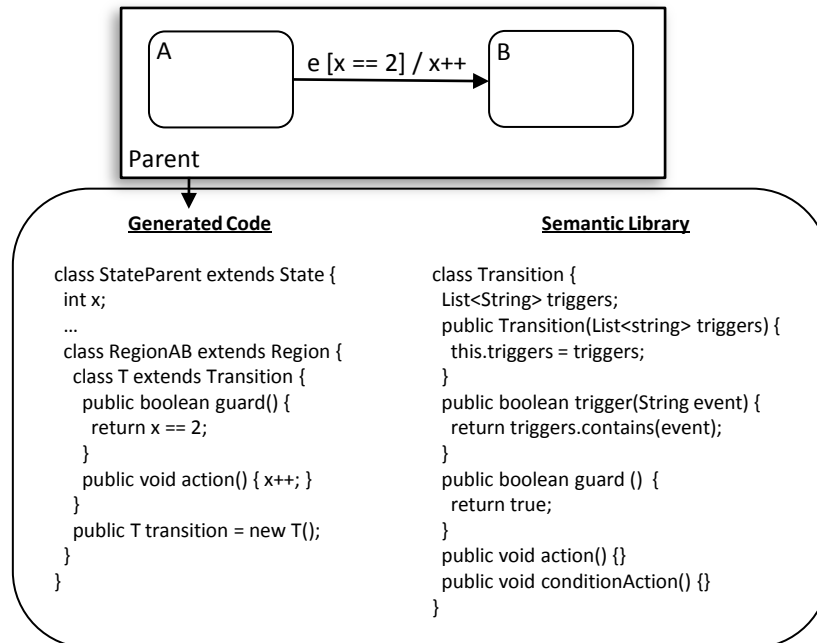 A
e [x == 2] / x++
B
Parent
Generated Code
class StateParent extends State {
int x;
...
class RegionAB extends Region {
class T extends Transition {
public boolean guard() {
return x == 2;
}
public void action() { x++; }
}
public T transition = new T();
}
}
Semantic Library
class Transition {
List<String> triggers;
public Transition(List<string> triggers) {
this.triggers = triggers;
}
public boolean trigger(String event) {
return triggers.contains(event);
}
public boolean guard () {
return true;
}
public void action() {}
public void conditionAction() {}
}